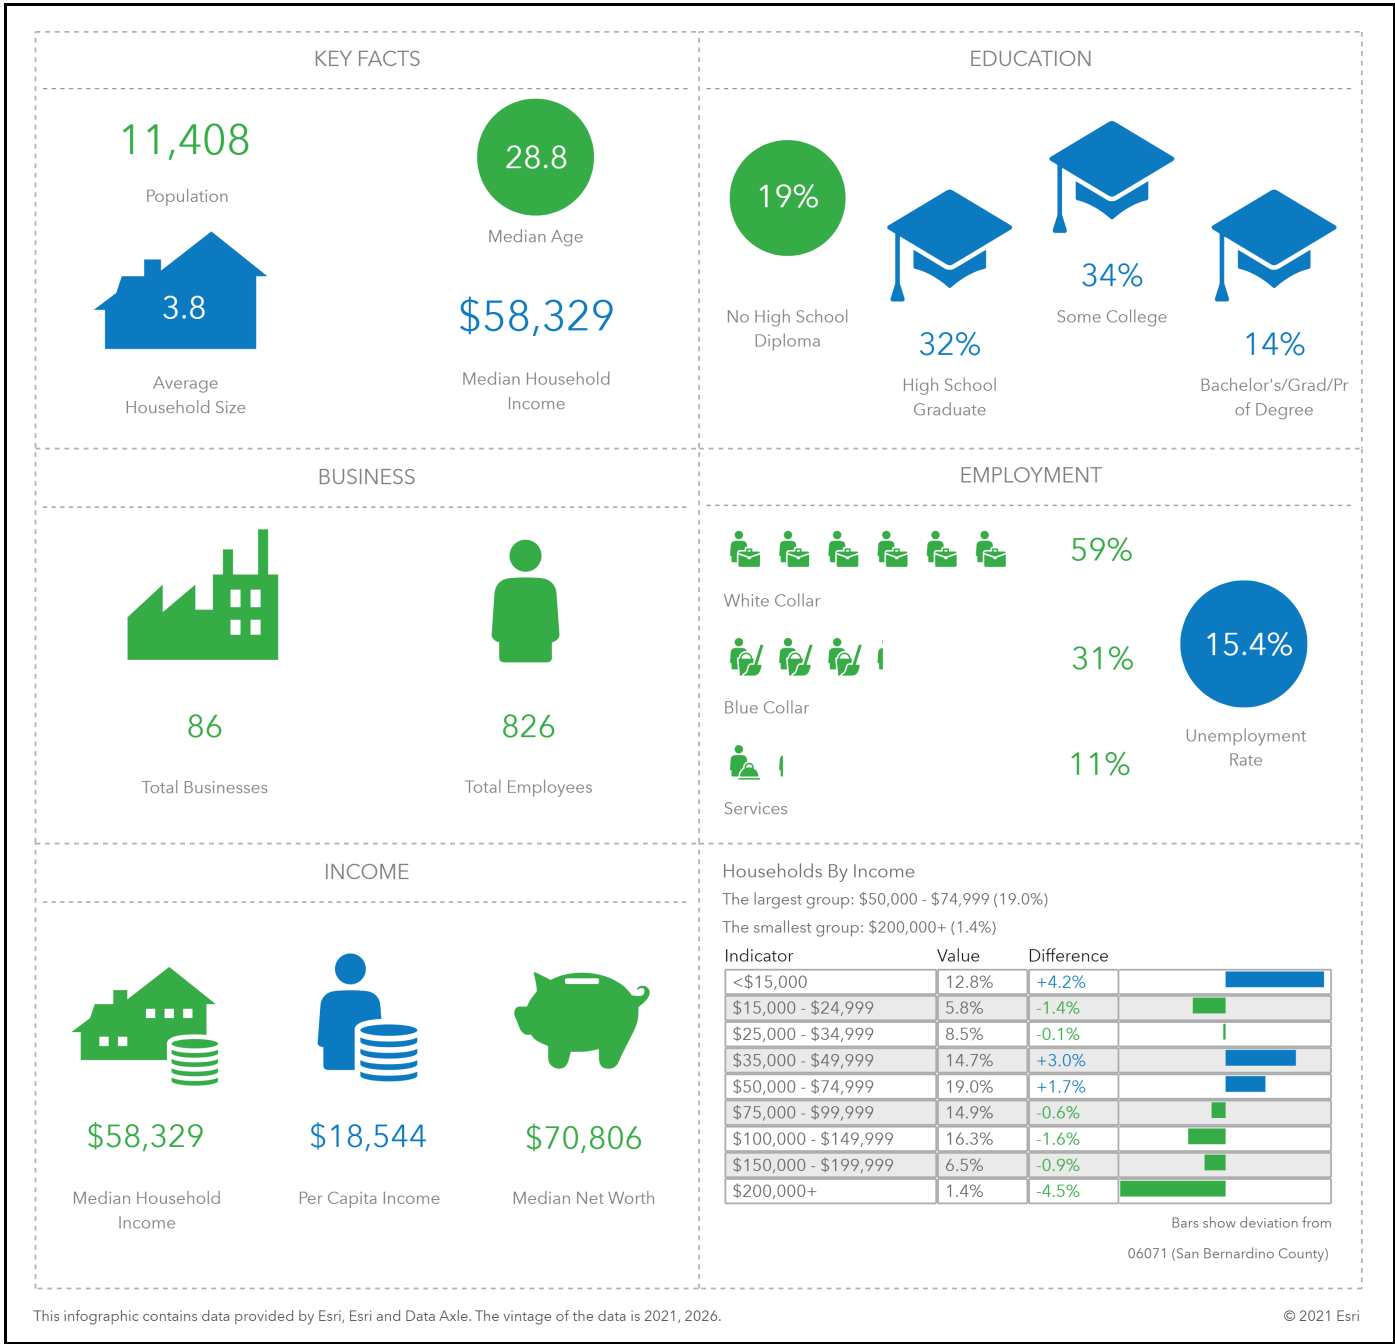 KEY FACTS
11,408
Population
28.8
Median Age
3.8
Average
Household Size
$58,329
Median Household
Income
EDUCATION
19%
No High School
Diploma
32%
High School
Graduate
34%
Some College
14%
Bachelor's/Grad/Pr
of Degree
BUSINESS
86
Total Businesses
826
Total Employees
EMPLOYMENT
59%
White Collar
31%
Blue Collar
11%
Services
15.4%
Unemployment
Rate
INCOME
$58,329
Median Household
Income
$18,544
Per Capita Income
$70,806
Median Net Worth
Households By Income
The largest group: $50,000 - $74,999 (19.0%)
The smallest group: $200,000+ (1.4%)
Indicator Value Difference
<$15,000 12.8% +4.2%
$15,000 - $24,999 5.8% -1.4%
$25,000 - $34,999 8.5% -0.1%
$35,000 - $49,999 14.7% +3.0%
$50,000 - $74,999 19.0% +1.7%
$75,000 - $99,999 14.9% -0.6%
$100,000 - $149,999 16.3% -1.6%
$150,000 - $199,999 6.5% -0.9%
$200,000+ 1.4% -4.5%
Bars show deviation from
06071 (San Bernardino County)
This infographic contains data provided by Esri, Esri and Data Axle. The vintage of the data is 2021, 2026.
© 2021 Esri